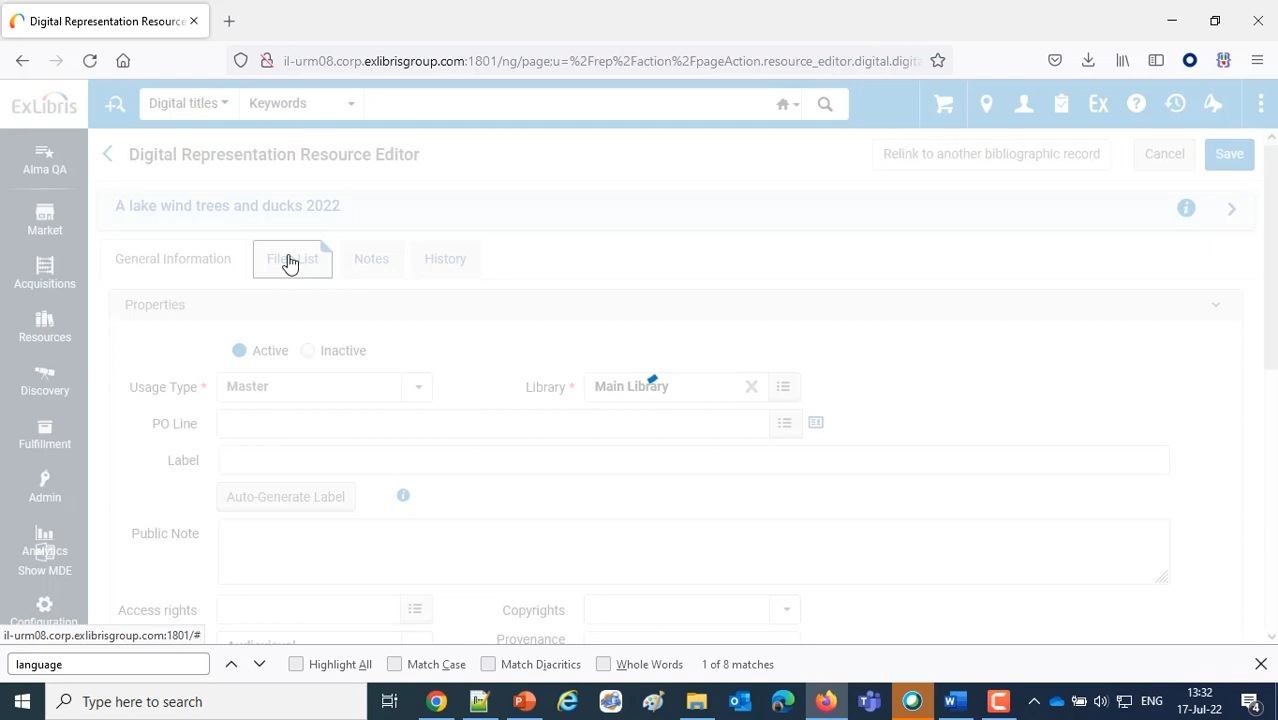 Digital Representation Resource
il-urm08.corp.exlibrisgroup.com:1801/ng/page;u=%2Frep%2Faction%2FpageAction.resource_editor.digital.digita
ExLibris
Digital titles
Keywords
Ex
Alma QA
Market
Acquisitions
Resources
Discovery
Fulfillment
Admin
Analytics
Show MDE
Configuration
Digital Representation Resource Editor
Relink to another bibliographic record
Cancel
Save
A lake wind trees and ducks 2022
General Information
Files List
Notes
History
Properties
Active
Inactive
Usage Type *
Master
Library *
Main Library
PO Line
Label
Auto-Generate Label
Public Note
Access rights
Copyrights
Audiovisual
Provenance
il-urm08.corp.exlibrisgroup.com:1801/#
language
Highlight All
Match Case
Match Diacritics
Whole Words
1 of 8 matches
Type here to search
ENG
13:32
17-Jul-22
4